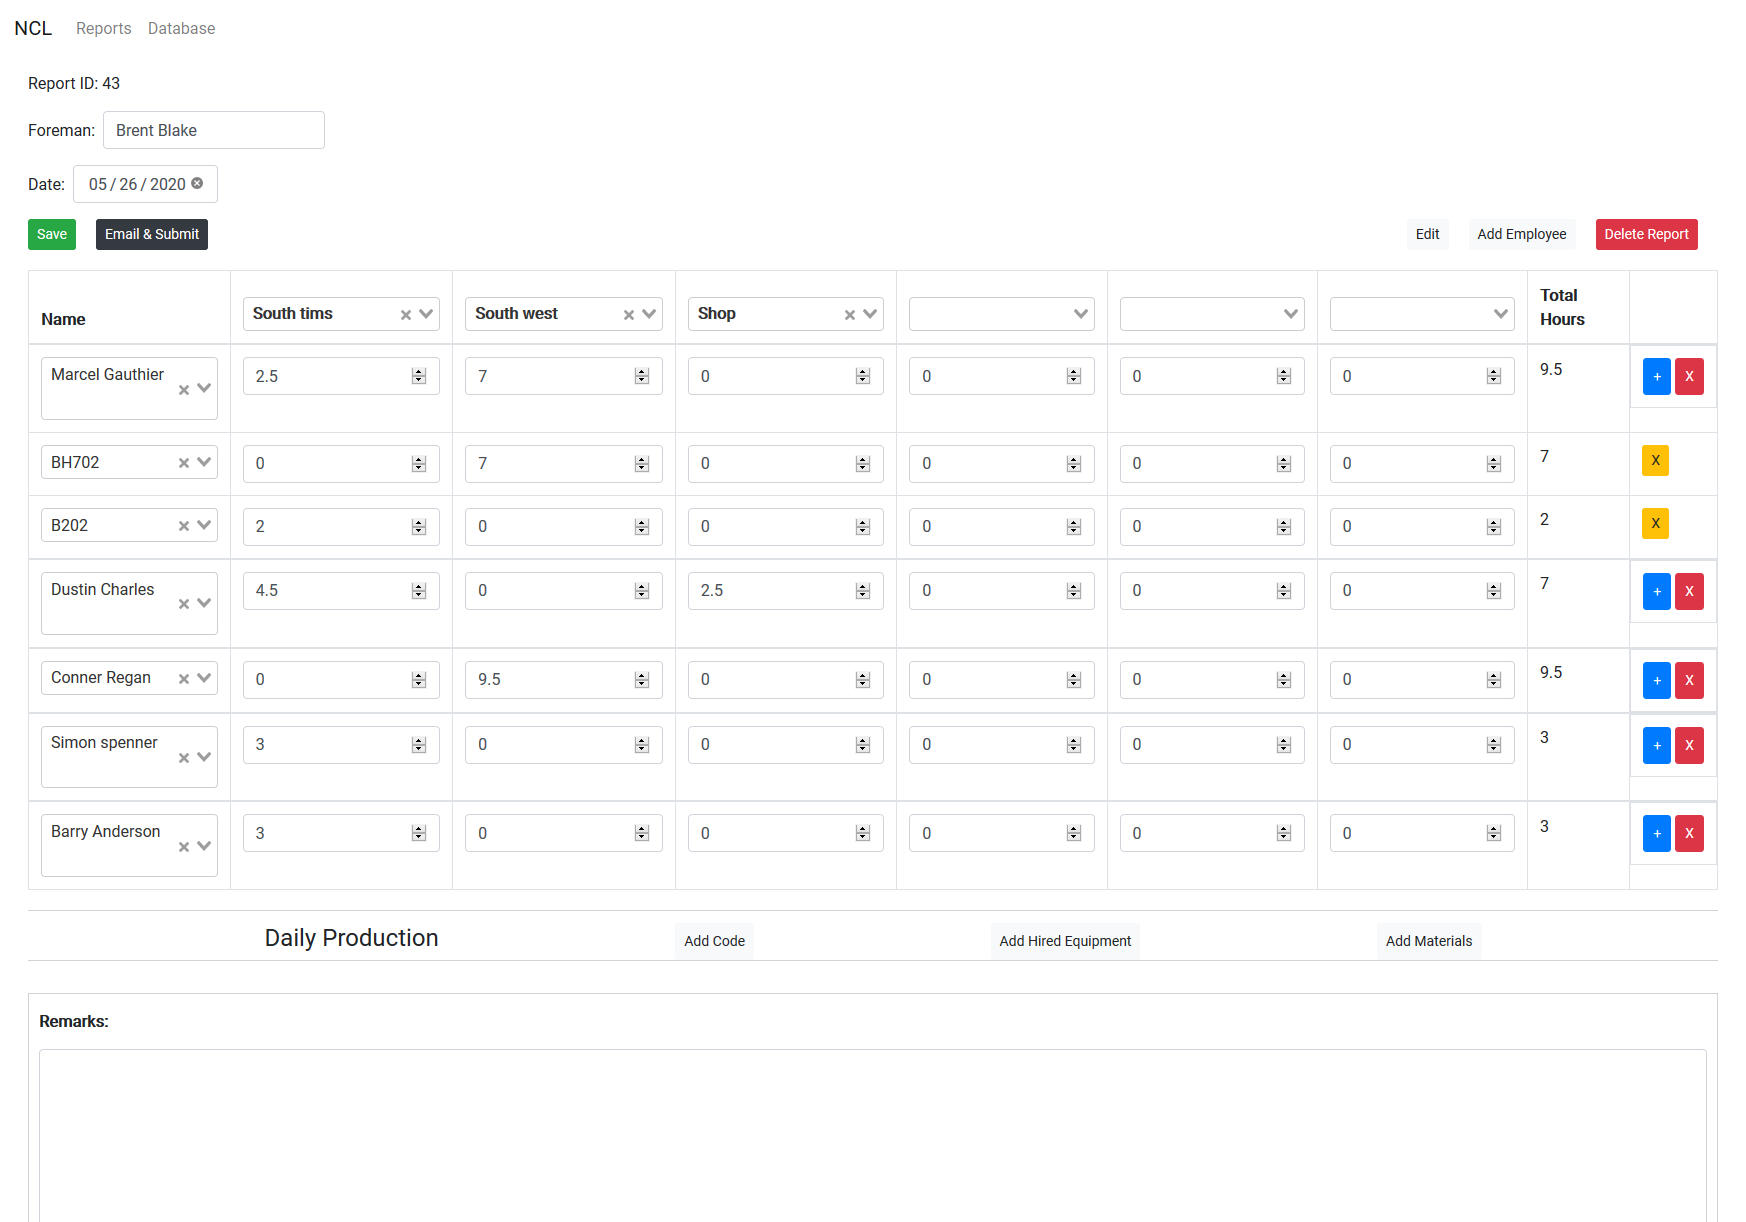 NCL Reports Database
Report ID: 43
Foreman: Brent Blake
Date: 05 / 26 / 2020
Save Email & Submit Edit Add Employee Delete Report
Name South tims South west Shop Total Hours
Marcel Gauthier 2.5 7 0 0 0 0 9.5 + X
BH702 0 7 0 0 0 0 7 X
B202 2 0 0 0 0 0 2 X
Dustin Charles 4.5 0 2.5 0 0 0 7 + X
Conner Regan 0 9.5 0 0 0 0 9.5 + X
Simon spenner 3 0 0 0 0 0 3 + X
Barry Anderson 3 0 0 0 0 0 3 + X
Daily Production Add Code Add Hired Equipment Add Materials
Remarks: